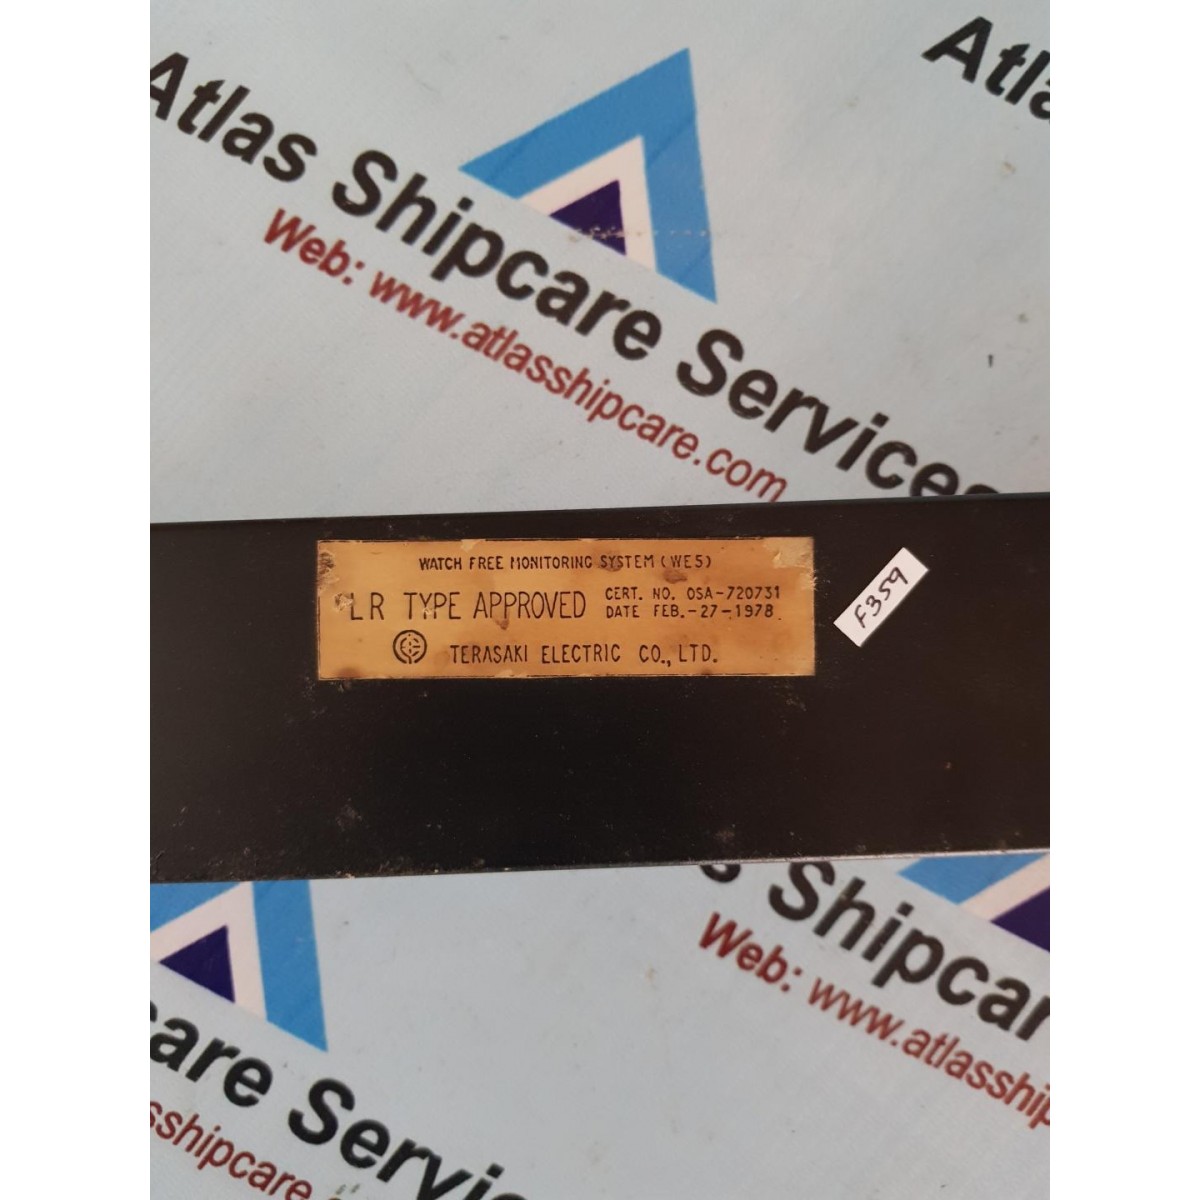 Atlas Shipcare Services
Web: www.atlasshipcare.com
Atla
WATCH FREE MONITORING SYSTEM (WE5)
LR TYPE APPROVED
CERT. NO. OSA-720731
DATE FEB.-27-1978
TERASAKI ELECTRIC CO., LTD.
F359
s Shipcar
Web: www.atlasship
care Servic
sshipcare.